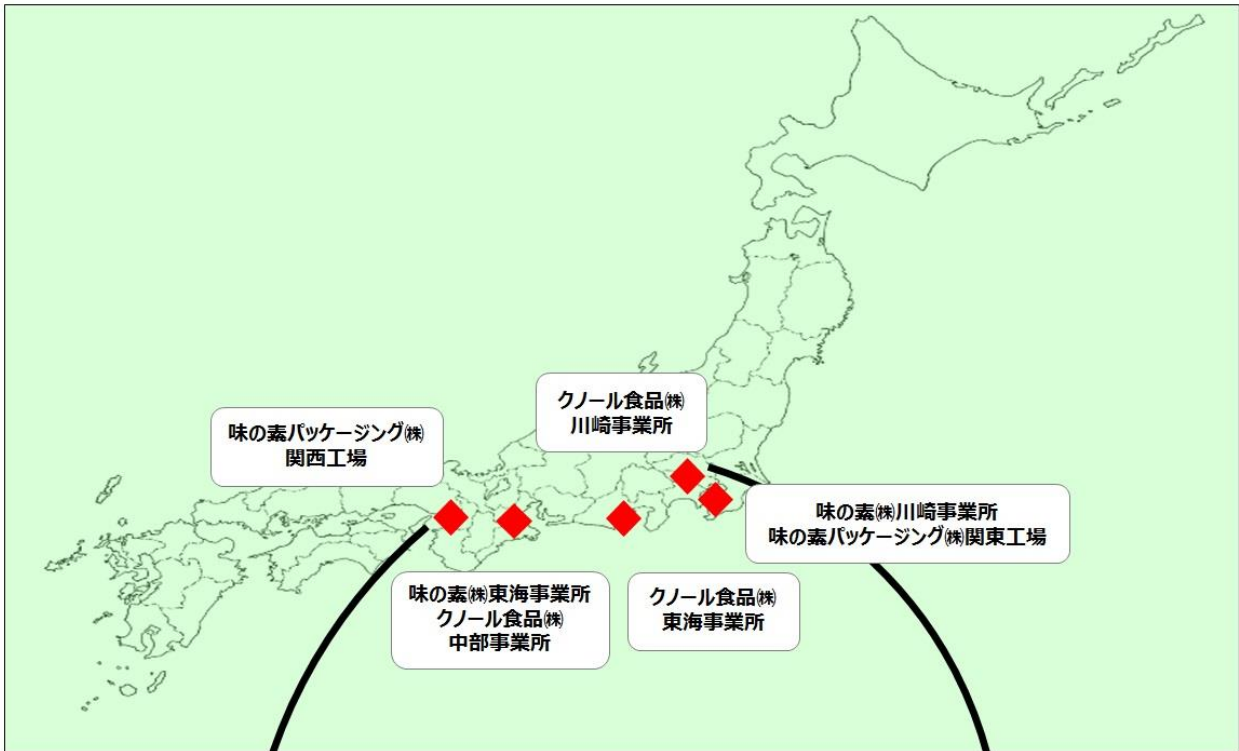 クノール食品㈱
川崎事業所
味の素パッケージング㈱
関西工場
味の素㈱川崎事業所
味の素パッケージング㈱関東工場
味の素㈱東海事業所
クノール食品㈱
中部事業所
クノール食品㈱
東海事業所